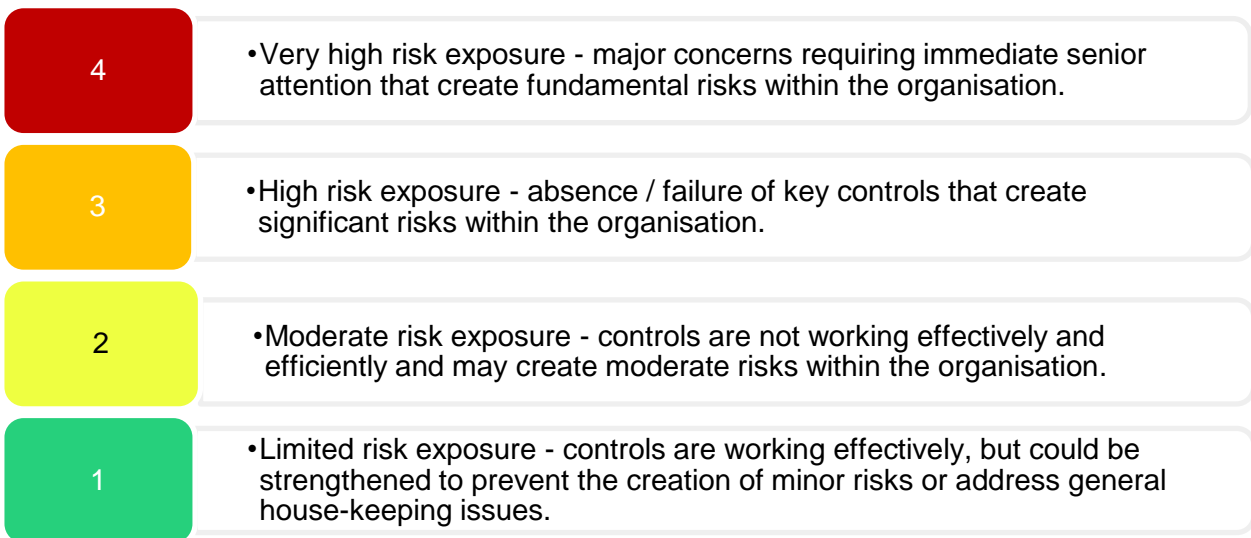 4
•Very high risk exposure - major concerns requiring immediate senior
attention that create fundamental risks within the organisation.
3
•High risk exposure - absence / failure of key controls that create
significant risks within the organisation.
2
•Moderate risk exposure - controls are not working effectively and
efficiently and may create moderate risks within the organisation.
1
•Limited risk exposure - controls are working effectively, but could be
strengthened to prevent the creation of minor risks or address general
house-keeping issues.